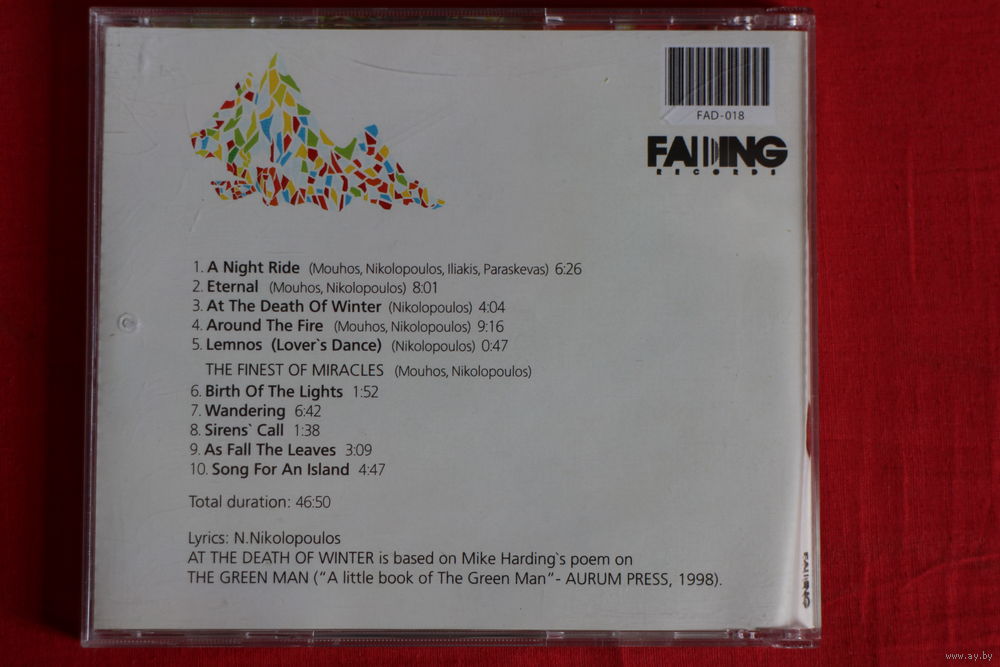 FAD-018
FADING
RECORDS
1. A Night Ride (Mouhos, Nikolopoulos, Iliakis, Paraskevas) 6:26
2. Eternal (Mouhos, Nikolopoulos) 8:01
3. At The Death Of Winter (Nikolopoulos) 4:04
4. Around The Fire (Mouhos, Nikolopoulos) 9:16
5. Lemnos (Lover`s Dance) (Nikolopoulos) 0:47
THE FINEST OF MIRACLES (Mouhos, Nikolopoulos)
6. Birth Of The Lights 1:52
7. Wandering 6:42
8. Sirens` Call 1:38
9. As Fall The Leaves 3:09
10. Song For An Island 4:47
Total duration: 46:50
Lyrics: N.Nikolopoulos
AT THE DEATH OF WINTER is based on Mike Harding`s poem on
THE GREEN MAN (“A little book of The Green Man”- AURUM PRESS, 1998).
FADING
www.ay.by